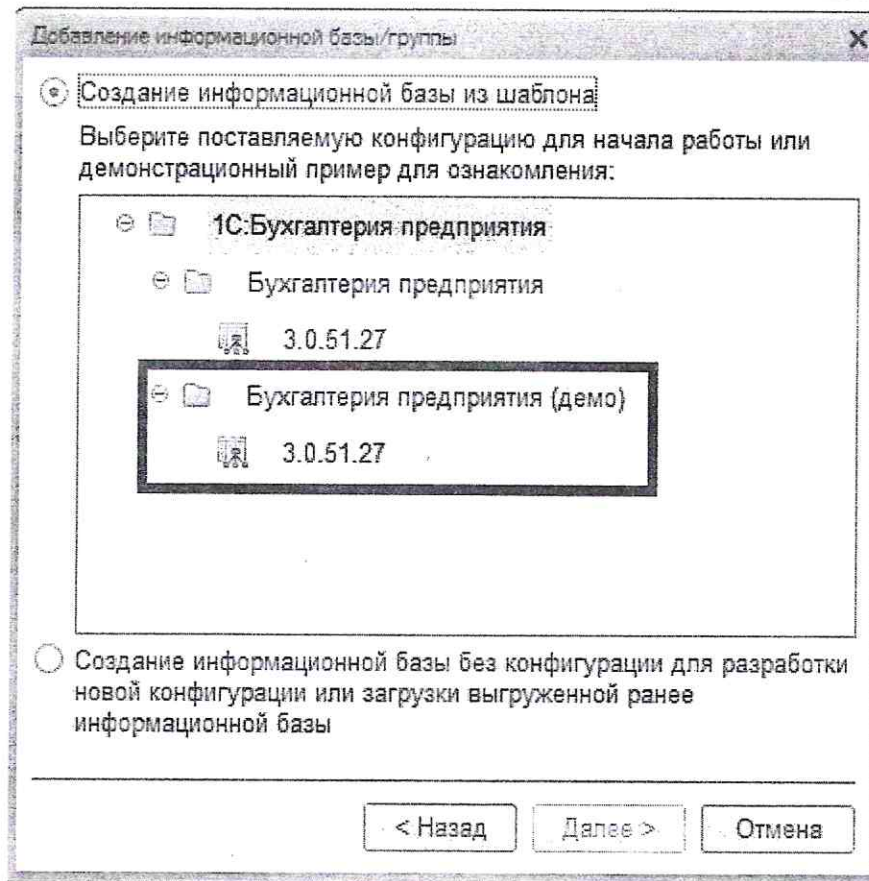 Добавление информационной базы/группы
Создание информационной базы из шаблона
Выберите поставляемую конфигурацию для начала работы или
демонстрационный пример для ознакомления:
1С:Бухгалтерия предприятия
Бухгалтерия предприятия
3.0.51.27
Бухгалтерия предприятия (демо)
3.0.51.27
Создание информационной базы без конфигурации для разработки
новой конфигурации или загрузки выгруженной ранее
информационной базы
< Назад
Далее >
Отмена